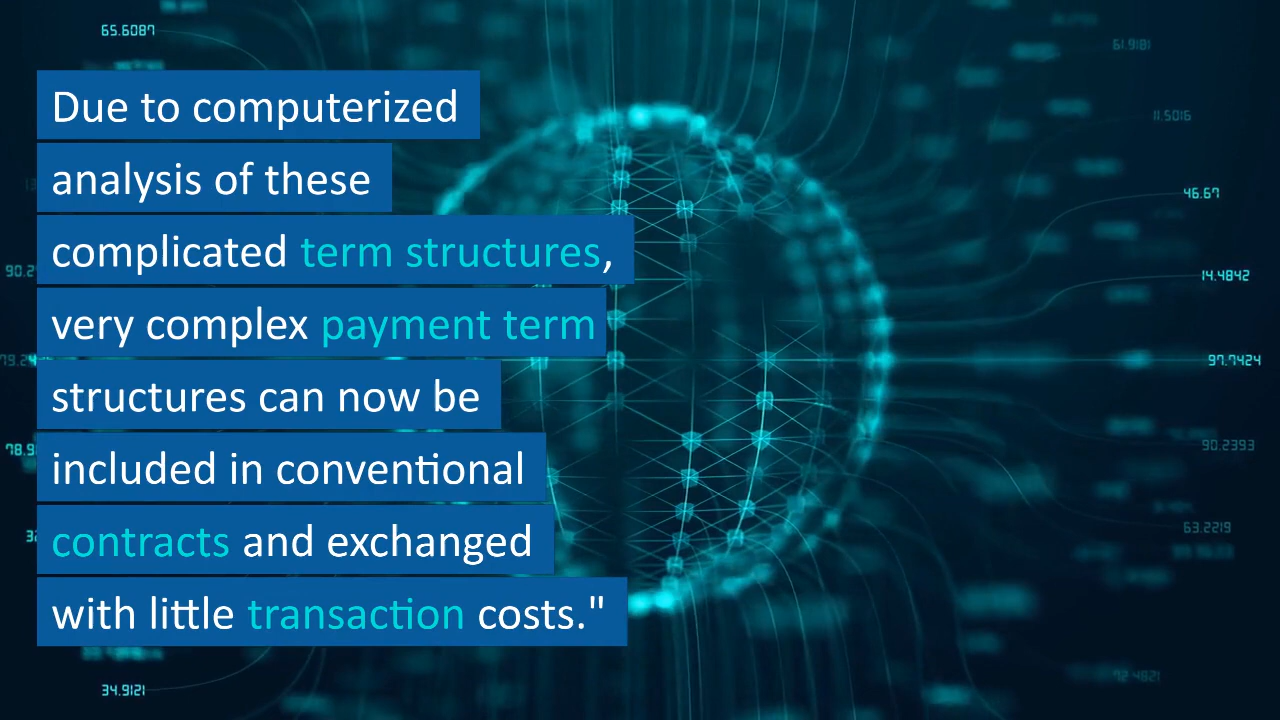 65.6087
61.9181
Due to computerized
11.5016
analysis of these
46.67
complicated term structures,
14.4842
very complex payment term
97.7424
structures can now be
90.2393
included in conventional
contracts and exchanged
63.2219
with little transaction costs."
34.9121